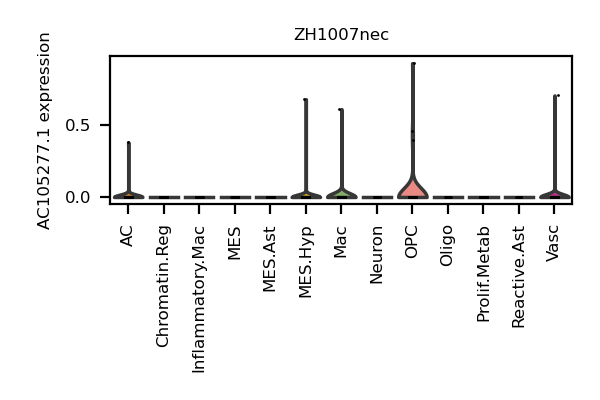 ZH1007nec
AC105277.1 expression
0.5
0.0
AC
Chromatin.Reg
Inflammatory.Mac
MES
MES.Ast
MES.Hyp
Mac
Neuron
OPC
Oligo
Prolif.Metab
Reactive.Ast
Vasc